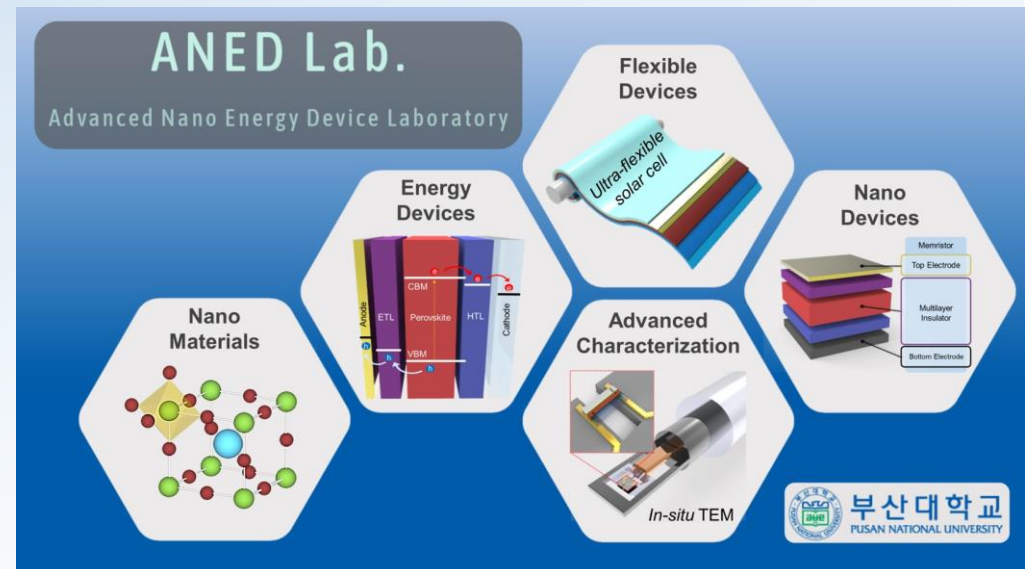 ANED Lab.
Advanced Nano Energy Device Laboratory
Flexible
Devices
Ultra-flexible
solar cell
Energy
Devices
Anode
ETL
CBM
Perovskite
VBM
HTL
Cathode
e
e
e
h
h
h
Nano
Devices
Memristor
Top Electrode
Multilayer
Insulator
Bottom Electrode
Nano
Materials
Advanced
Characterization
In-situ TEM
부산대학교
PUSAN NATIONAL UNIVERSITY